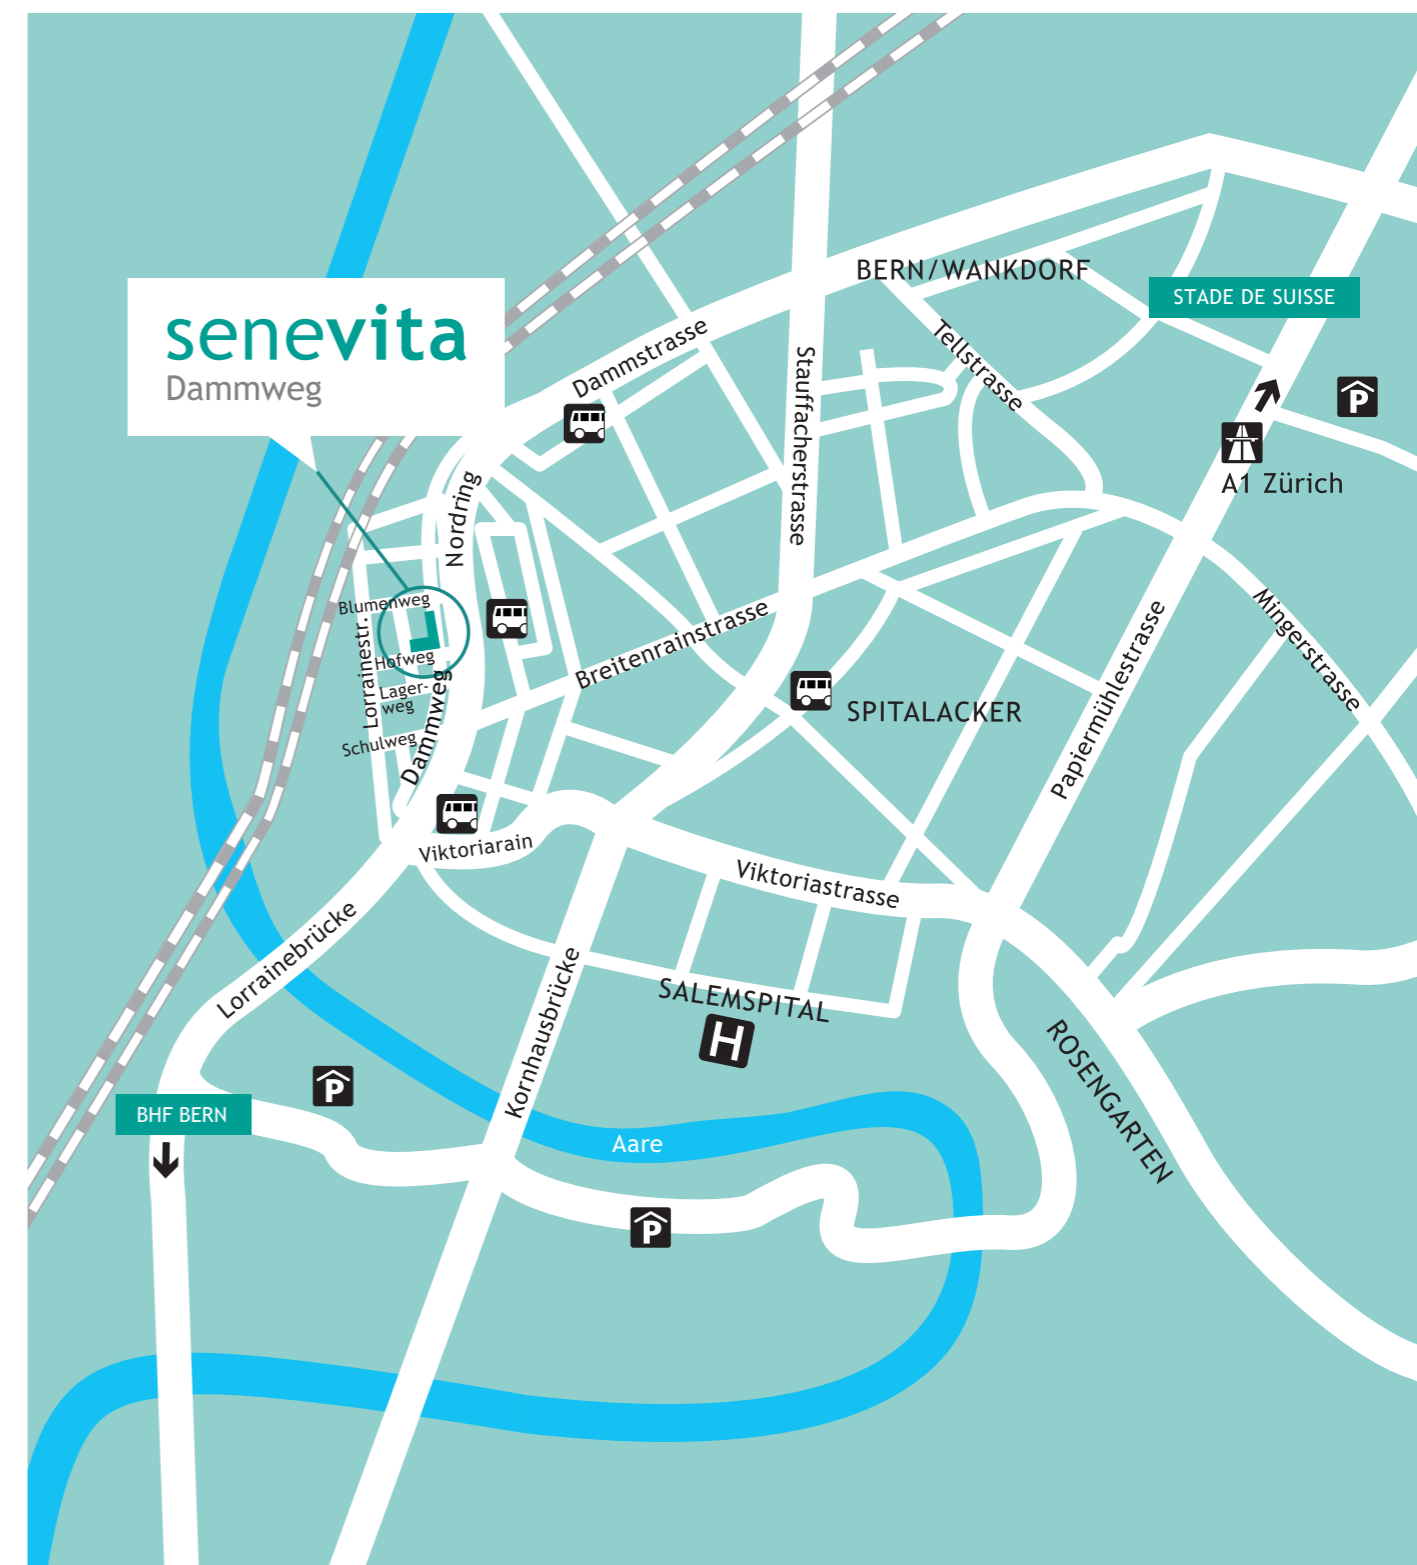 BERN/WANKDORF
STADE DE SUISSE
senevita
Dammweg
Dammstrasse
Tellstrasse
Stauffacherstrasse
P
A1 Zürich
Nordring
Blumenweg
Lorrainestr.
Hofweg
Lager-
weg
Dammweg
Schulweg
Breitenrainstrasse
Mingerstrasse
Papiermühlestrasse
SPITALACKER
Viktoriarain
Viktoriastrasse
Lorrainebrücke
Kornhausbrücke
SALEMSPITAL
H
ROSENGARTEN
P
BHF BERN
Aare
P